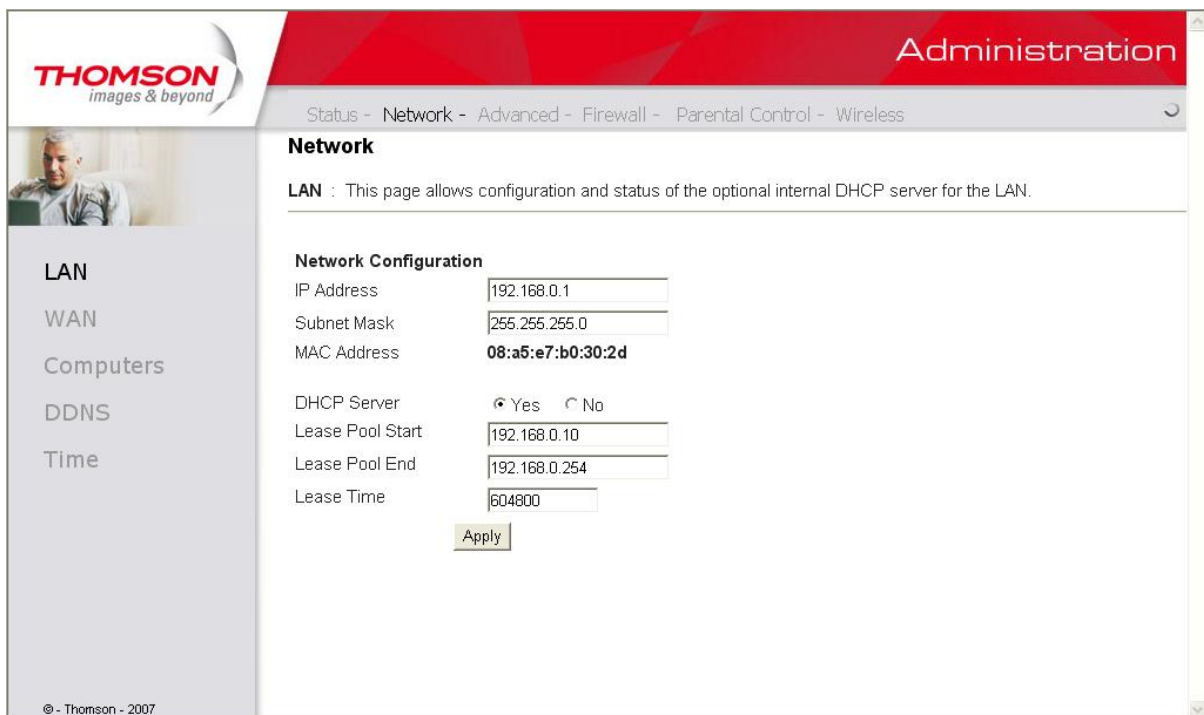 THOMSON
images & beyond
Administration
Status - Network - Advanced - Firewall - Parental Control - Wireless
Network
LAN : This page allows configuration and status of the optional internal DHCP server for the LAN.
LAN
WAN
Computers
DDNS
Time
Network Configuration
IP Address 192.168.0.1
Subnet Mask 255.255.255.0
MAC Address 08:a5:e7:b0:30:2d
DHCP Server Yes No
Lease Pool Start 192.168.0.10
Lease Pool End 192.168.0.254
Lease Time 604800
Apply
© - Thomson - 2007